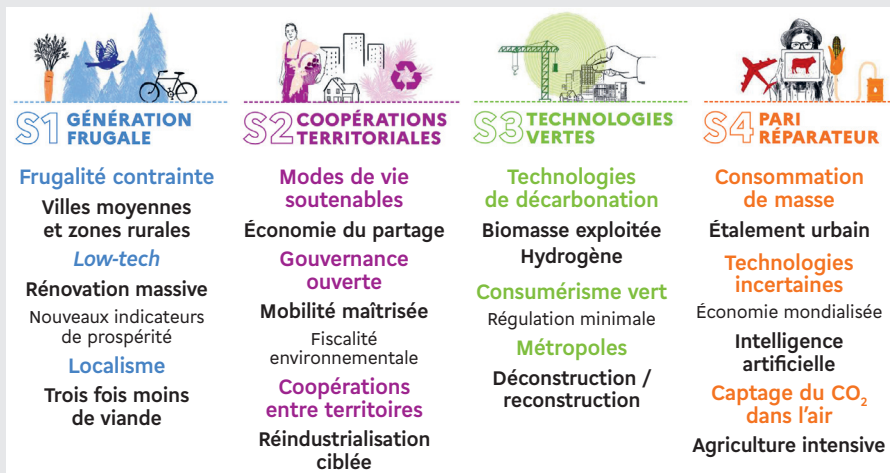 S1 GÉNÉRATION
FRUGALE
Frugalité contrainte
Villes moyennes
et zones rurales
Low-tech
Rénovation massive
Nouveaux indicateurs
de prospérité
Localisme
Trois fois moins
de viande
S2 COOPÉRATIONS
TERRITORIALES
Modes de vie
soutenables
Économie du partage
Gouvernance
ouverte
Mobilité maîtrisée
Fiscalité
environnementale
Coopérations
entre territoires
Réindustrialisation
ciblée
S3 TECHNOLOGIES
VERTES
Technologies
de décarbonation
Biomasse exploitée
Hydrogène
Consumérisme vert
Régulation minimale
Métropoles
Déconstruction /
reconstruction
S4 PARI
RÉPARATEUR
Consommation
de masse
Étalement urbain
Technologies
incertaines
Économie mondialisée
Intelligence
artificielle
Captage du CO₂
dans l'air
Agriculture intensive